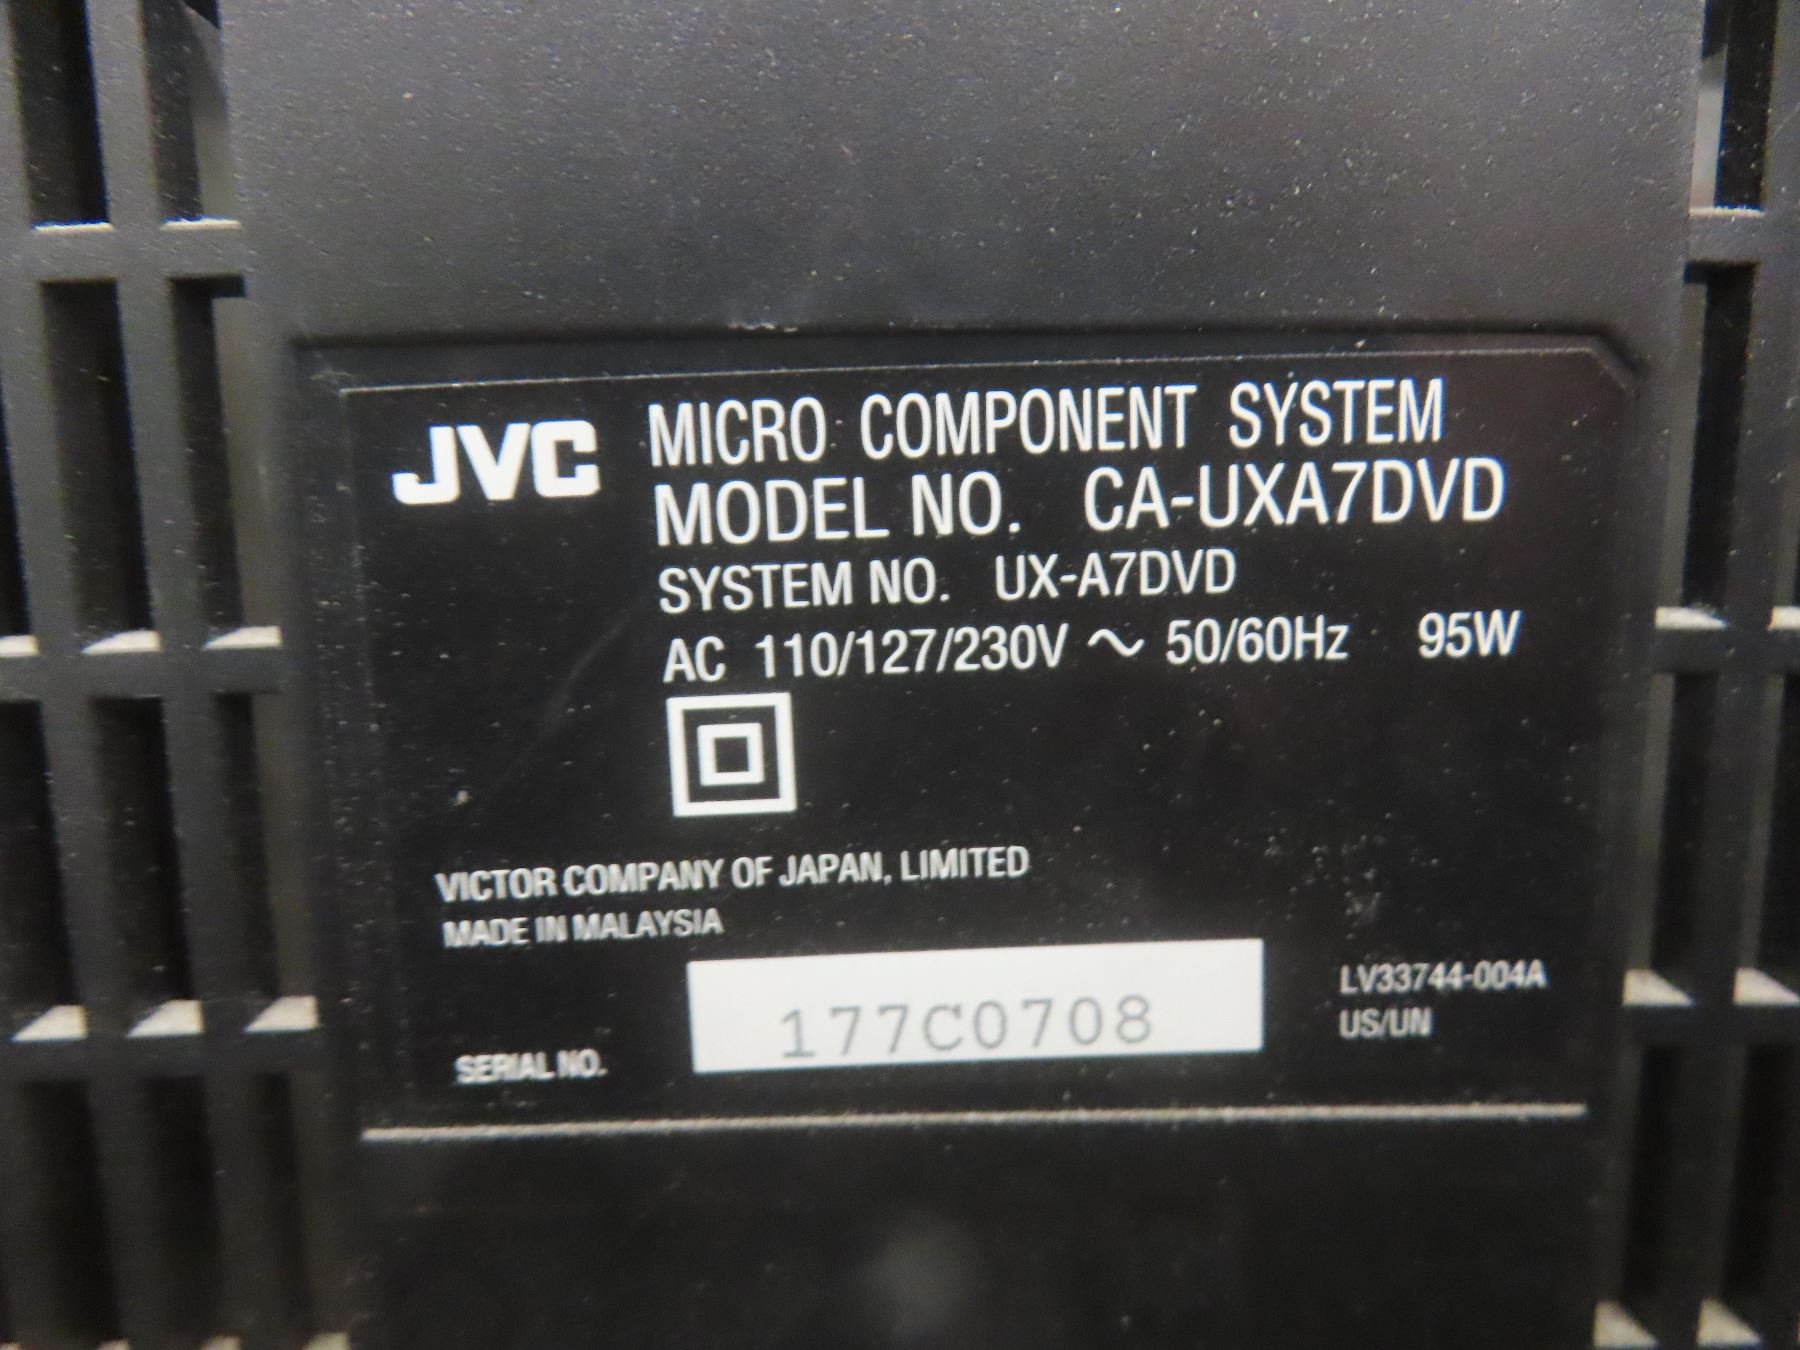 JVC MICRO COMPONENT SYSTEM
MODEL NO. CA-UXA7DVD
SYSTEM NO. UX-A7DVD
AC 110/127/230V ~ 50/60Hz 95W
VICTOR COMPANY OF JAPAN, LIMITED
MADE IN MALAYSIA
SERIAL NO. 177C0708
LV33744-004A
US/UN